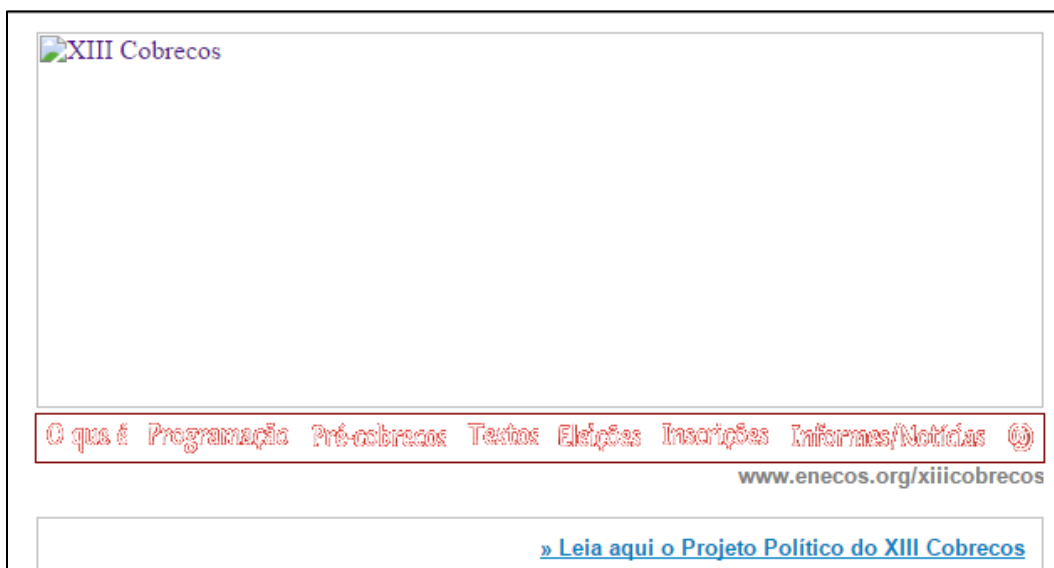 XIII Cobrecos
O que é Programação Pré-cobrecos Textos Eleições Inscrições Informes/Notícias @
www.enecos.org/xiiicobrecos
» Leia aqui o Projeto Político do XIII Cobrecos